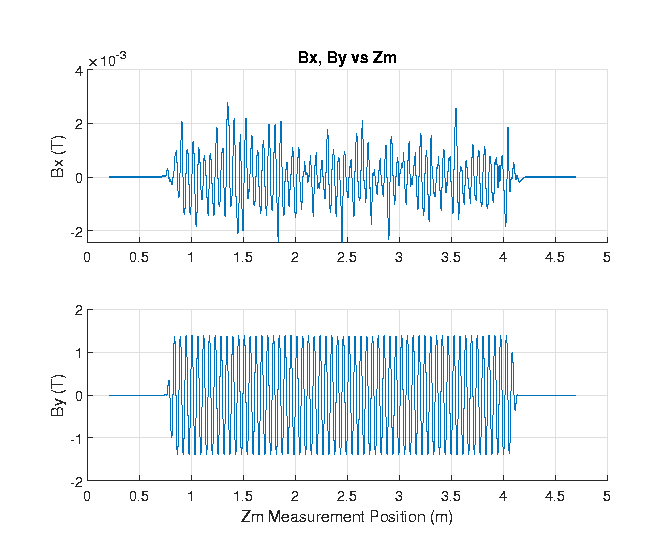 Bx, By vs Zm
×10-3
4
2
0
-2
Bx (T)
0 0.5 1 1.5 2 2.5 3 3.5 4 4.5 5
2
1
0
-1
-2
By (T)
0 0.5 1 1.5 2 2.5 3 3.5 4 4.5 5
Zm Measurement Position (m)